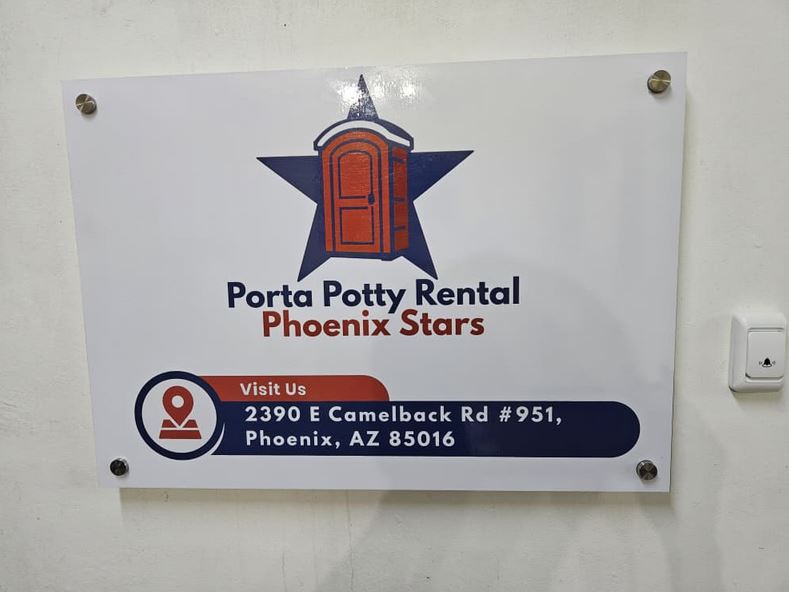 Porta Potty Rental
Phoenix Stars
Visit Us
2390 E Camelback Rd #951,
Phoenix, AZ 85016